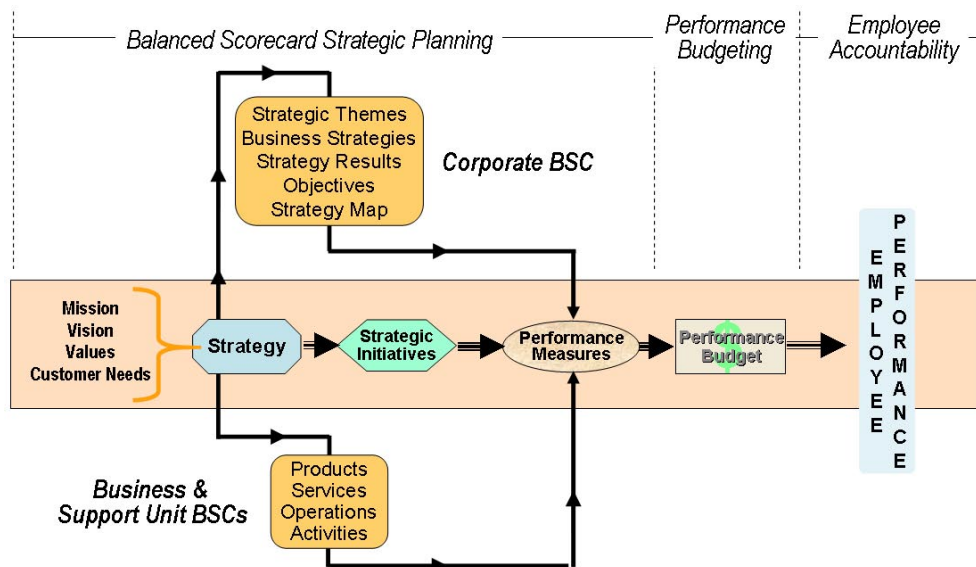 Balanced Scorecard Strategic Planning
Performance
Budgeting
Employee
Accountability
Strategic Themes
Business Strategies
Strategy Results
Objectives
Strategy Map
Corporate BSC
Mission
Vision
Values
Customer Needs
Strategy
Strategic
Initiatives
Performance
Measures
$
Performance
Budget
EMPLOYEE
PERFORMANCE
Business &
Support Unit BSCs
Products
Services
Operations
Activities